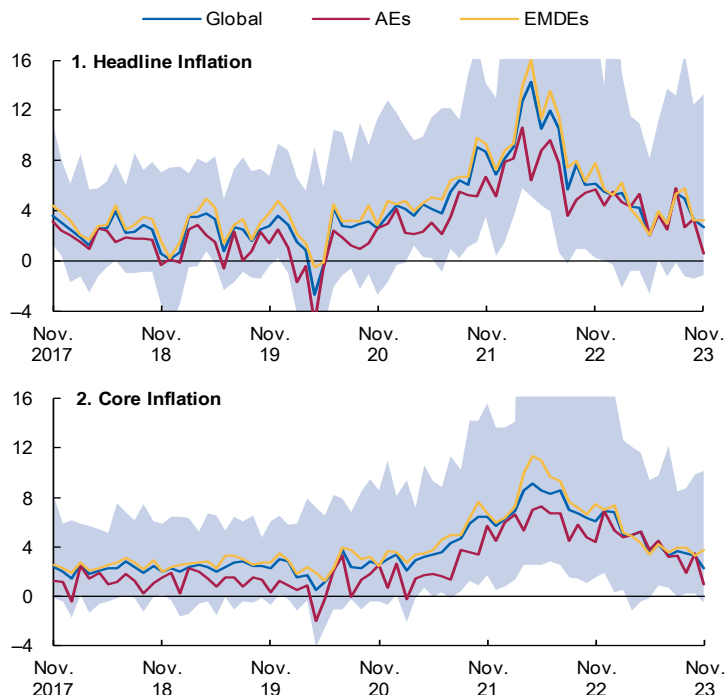 Global AEs EMDEs
1. Headline Inflation
16
12
8
4
0
–4
Nov. Nov. Nov. Nov. Nov. Nov. Nov.
2017 18 19 20 21 22 23
2. Core Inflation
16
12
8
4
0
–4
Nov. Nov. Nov. Nov. Nov. Nov. Nov.
2017 18 19 20 21 22 23